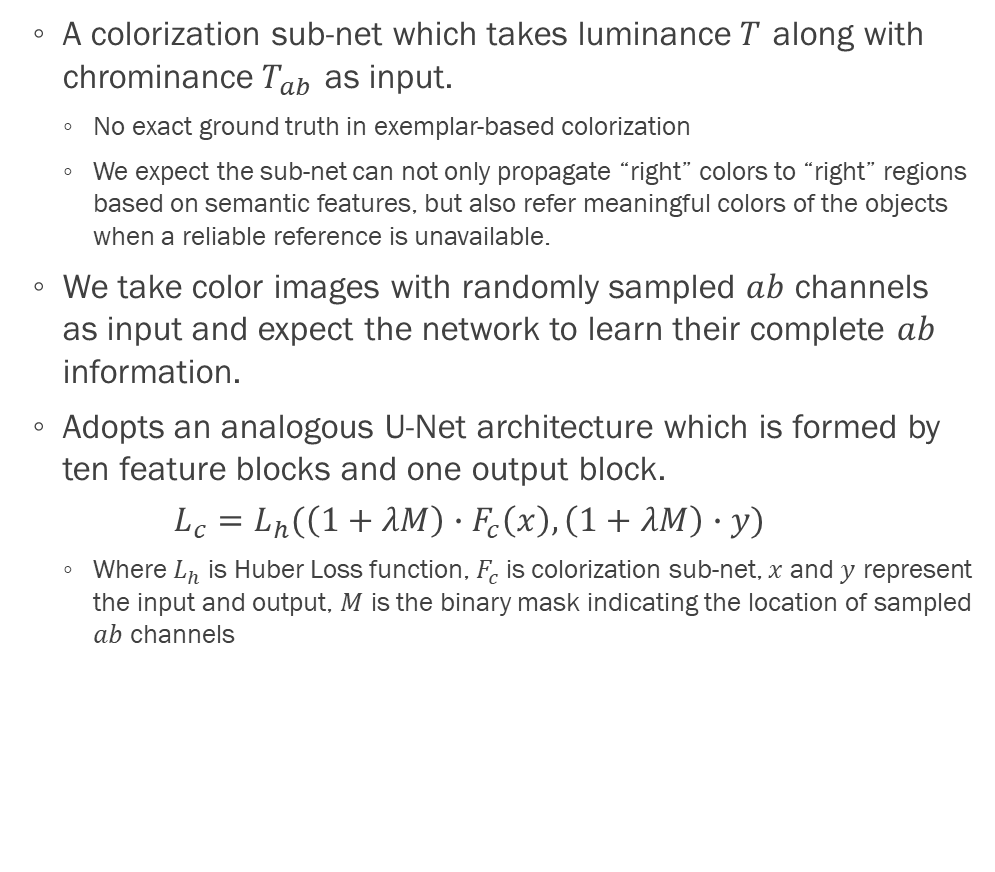 ◦ A colorization sub-net which takes luminance T along with
chrominance T_ab as input.
◦ No exact ground truth in exemplar-based colorization
◦ We expect the sub-net can not only propagate “right” colors to “right” regions
based on semantic features, but also refer meaningful colors of the objects
when a reliable reference is unavailable.
◦ We take color images with randomly sampled ab channels
as input and expect the network to learn their complete ab
information.
◦ Adopts an analogous U-Net architecture which is formed by
ten feature blocks and one output block.
L_c = L_h((1 + λM) · F_c(x), (1 + λM) · y)
◦ Where L_h is Huber Loss function, F_c is colorization sub-net, x and y represent
the input and output, M is the binary mask indicating the location of sampled
ab channels